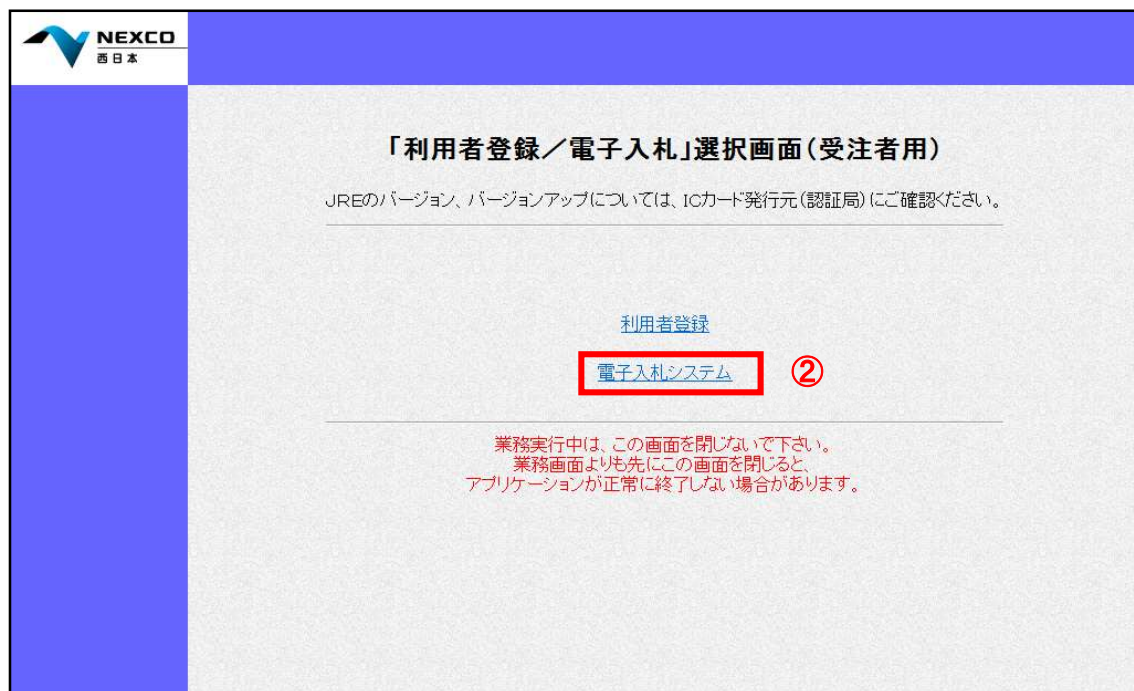 NEXCO
西日本
「利用者登録／電子入札」選択画面(受注者用)
JREのバージョン、バージョンアップについては、ICカード発行元(認証局)にご確認ください。
利用者登録
電子入札システム
②
業務実行中は、この画面を閉じないで下さい。
業務画面よりも先にこの画面を閉じると、
アプリケーションが正常に終了しない場合があります。